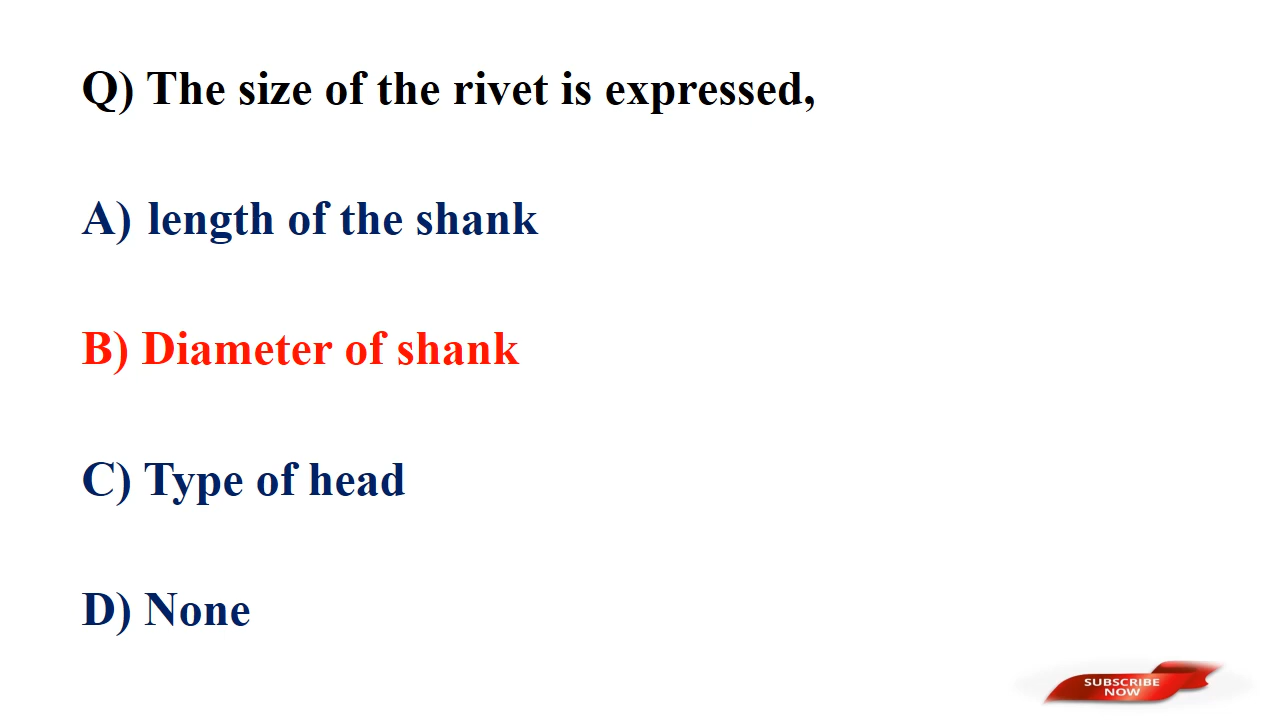 Q) The size of the rivet is expressed,
A) length of the shank
B) Diameter of shank
C) Type of head
D) None
SUBSCRIBE
NOW